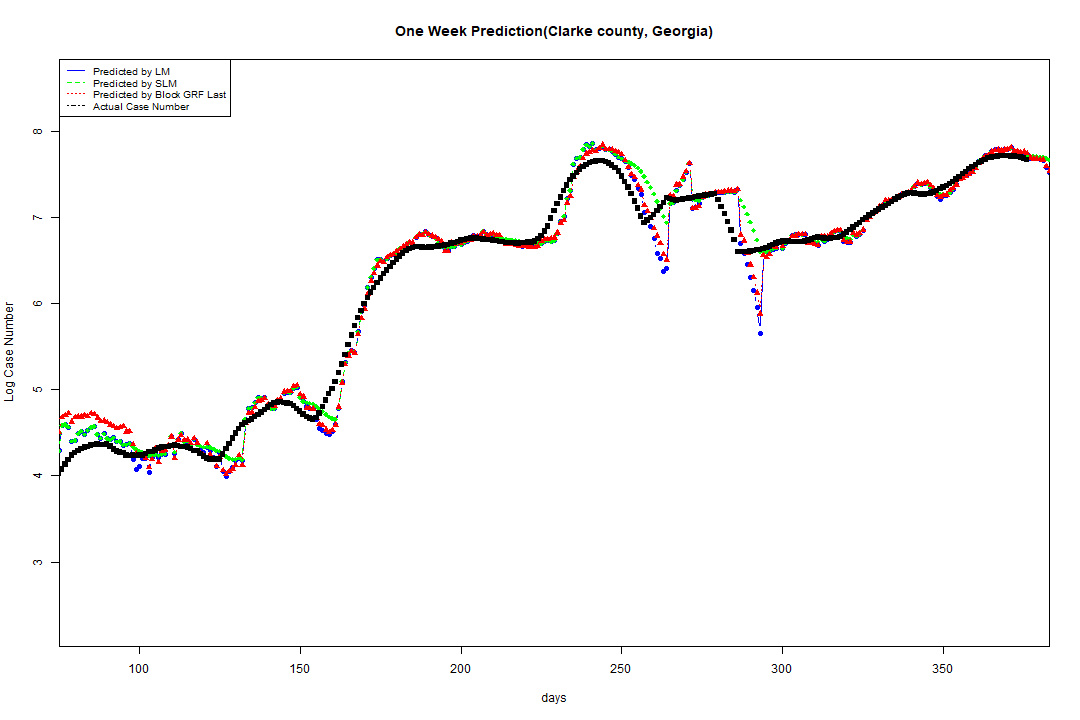 One Week Prediction(Clarke county, Georgia)
Predicted by LM
Predicted by SLM
Predicted by Block GRF Last
Actual Case Number
8
7
6
5
4
3
Log Case Number
100 150 200 250 300 350
days